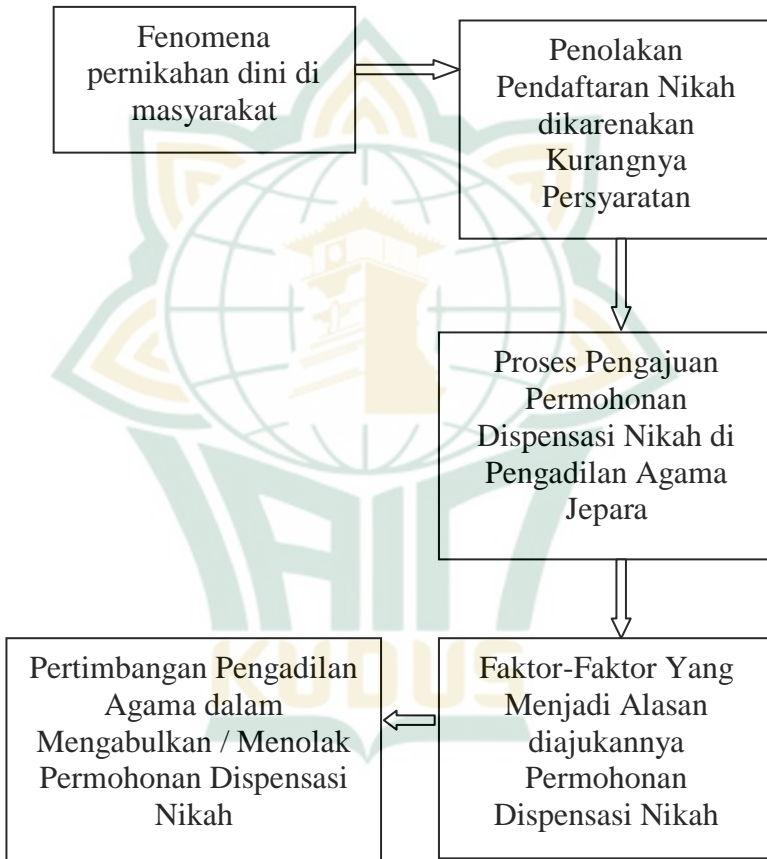 Fenomena
pernikahan dini di
masyarakat
Penolakan
Pendaftaran Nikah
dikarenakan
Kurangnya
Persyaratan
Proses Pengajuan
Permohonan
Dispensasi Nikah di
Pengadilan Agama
Jepara
Faktor-Faktor Yang
Menjadi Alasan
diajukannya
Permohonan
Dispensasi Nikah
Pertimbangan Pengadilan
Agama dalam
Mengabulkan / Menolak
Permohonan Dispensasi
Nikah
IAIN
KUDUS